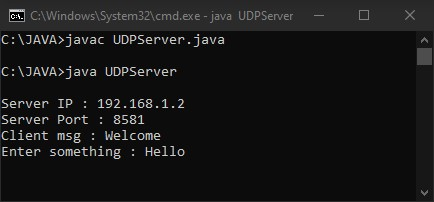 C:\Windows\System32\cmd.exe - java  UDPServer
C:\JAVA>javac UDPServer.java
C:\JAVA>java UDPServer
Server IP : 192.168.1.2
Server Port : 8581
Client msg : Welcome
Enter something : Hello